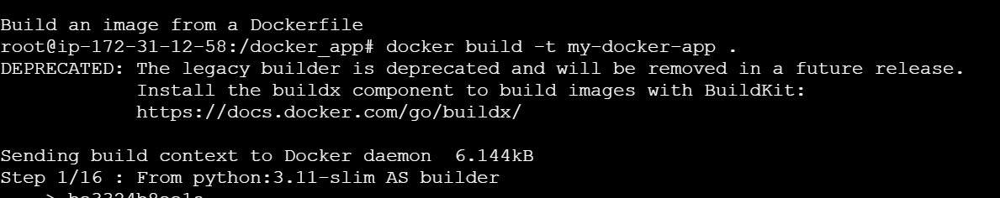 Build an image from a Dockerfile
root@ip-172-31-12-58:/docker_app# docker build -t my-docker-app .
DEPRECATED: The legacy builder is deprecated and will be removed in a future release.
Install the buildx component to build images with BuildKit:
https://docs.docker.com/go/buildx/
Sending build context to Docker daemon 6.144kB
Step 1/16 : From python:3.11-slim AS builder